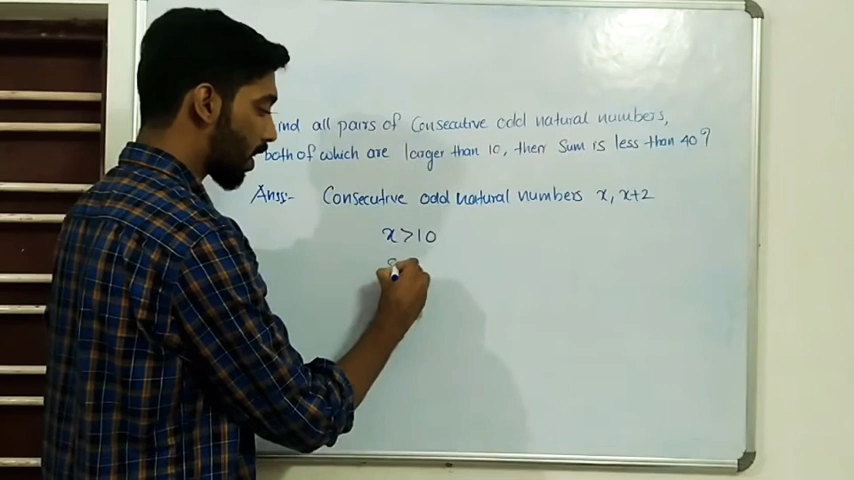 all pairs of Consecutive odd natural numbers,
both of which are larger than 10, their sum is less than 40?
Ans:- Consecutive odd natural numbers x, x+2
x>10